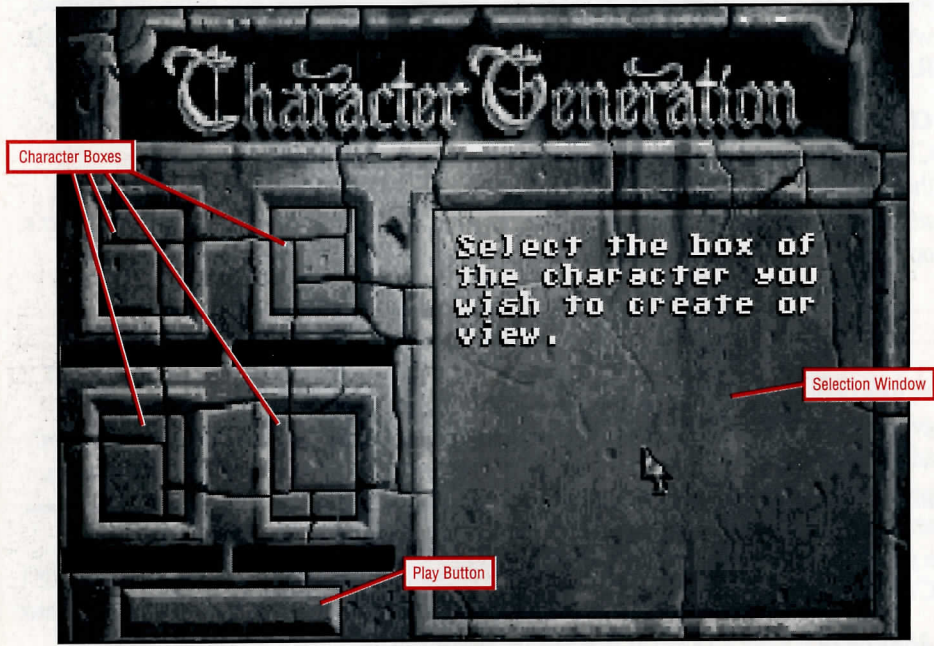 Character Generation
Character Boxes
Select the box of
the character you
wish to create or
view.
Selection Window
Play Button